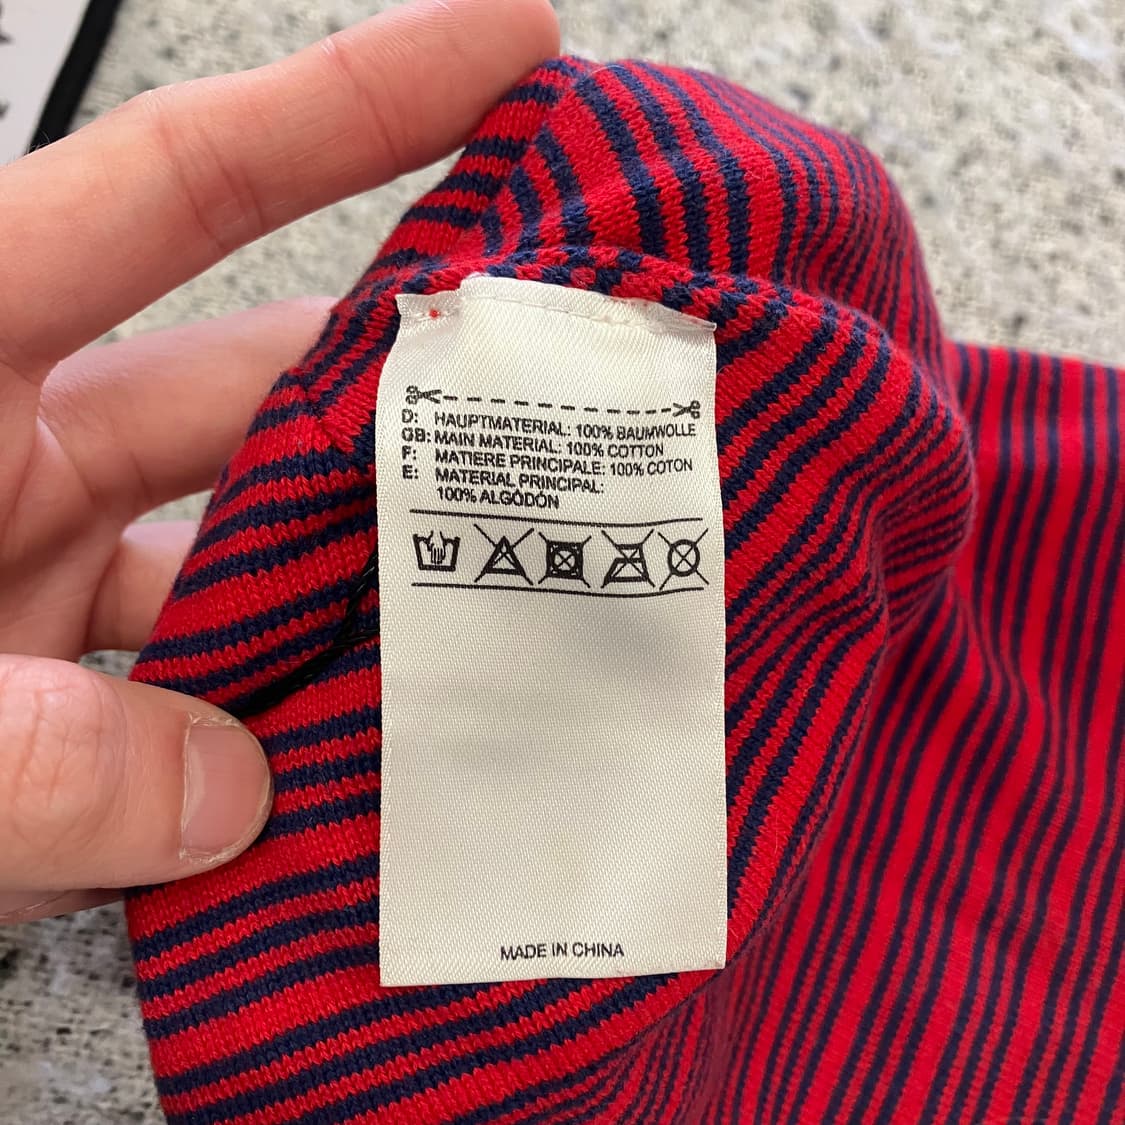 D: HAUPTMATERIAL: 100% BAUMWOLLE
GB: MAIN MATERIAL: 100% COTTON
F: MATIERE PRINCIPALE: 100% COTON
E: MATERIAL PRINCIPAL:
100% ALGODÓN
MADE IN CHINA